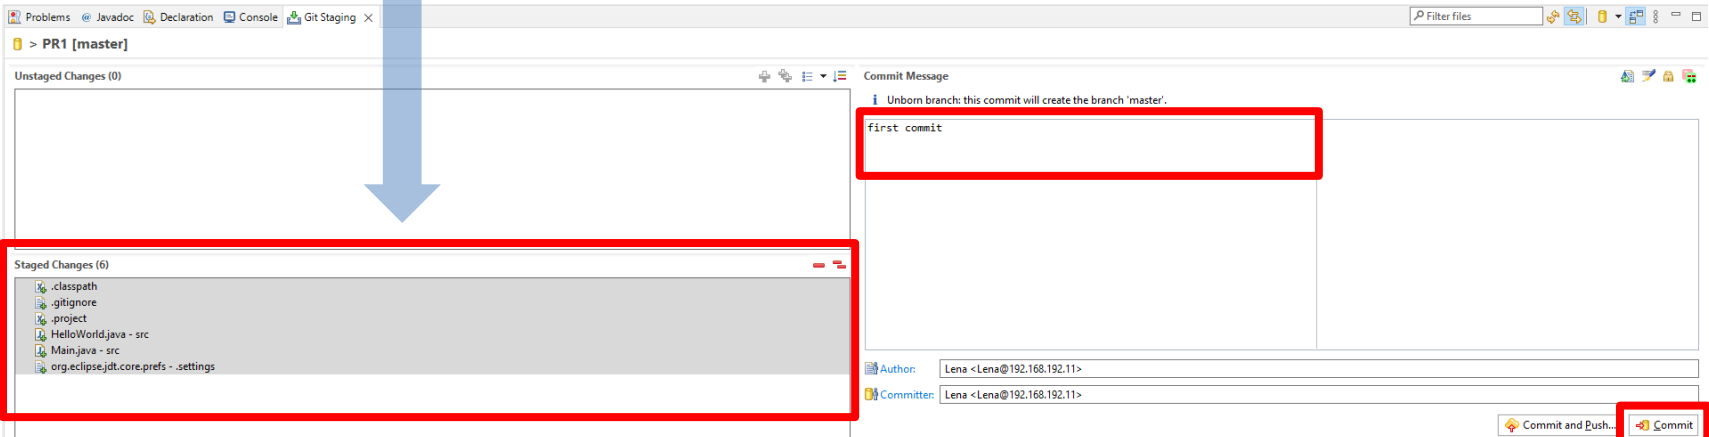 Problems @ Javadoc Declaration Console Git Staging
Filter files
> PR1 [master]
Unstaged Changes (0)
Commit Message
Unborn branch: this commit will create the branch 'master'.
first commit
Staged Changes (6)
.classpath
.gitignore
.project
HelloWorld.java - src
Main.java - src
org.eclipse.jdt.core.prefs - .settings
Author: Lena <Lena@192.168.192.11>
Committer: Lena <Lena@192.168.192.11>
Commit and Push... Commit